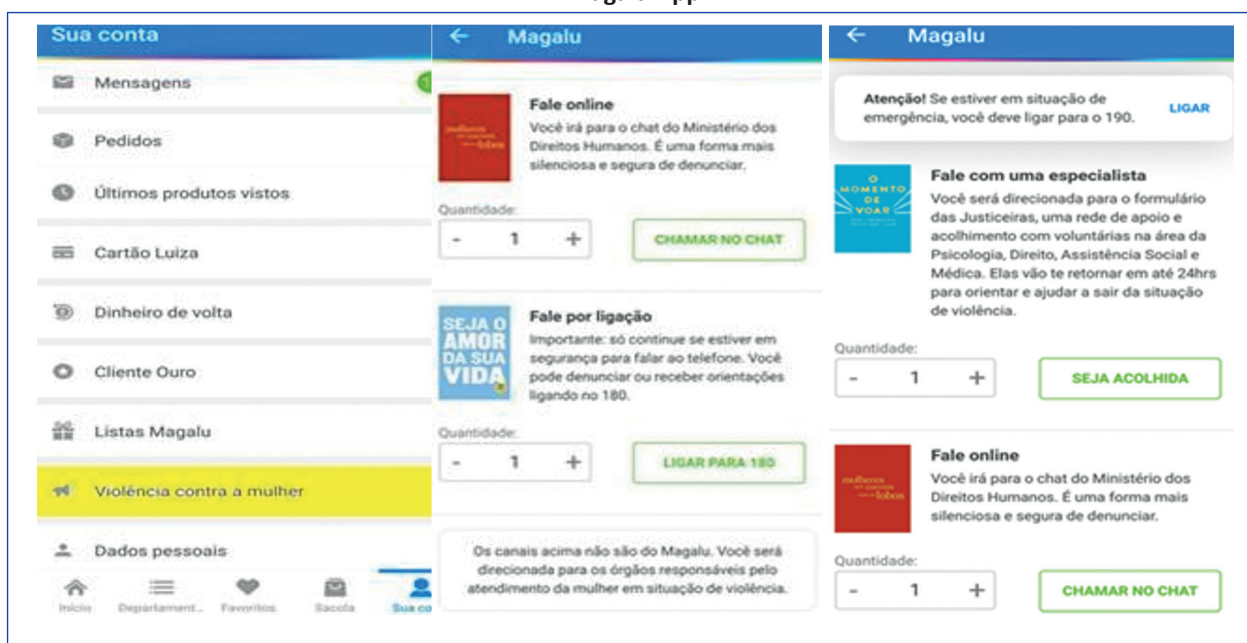 Sua conta
Mensagens
Pedidos
Últimos produtos vistos
Cartão Luiza
Dinheiro de volta
Cliente Ouro
Listas Magalu
Violência contra a mulher
Dados pessoais
Início Departament... Favoritos Sacola Sua co
Magalu
mulheres
lobos
Fale online
Você irá para o chat do Ministério dos
Direitos Humanos. É uma forma mais
silenciosa e segura de denunciar.
Quantidade:
- 1 +
CHAMAR NO CHAT
SEJA O
AMOR
DA SUA
VIDA
Fale por ligação
Importante: só continue se estiver em
segurança para falar ao telefone. Você
pode denunciar ou receber orientações
ligando no 180.
Quantidade:
- 1 +
LIGAR PARA 180
Os canais acima não são do Magalu. Você será
direcionada para os órgãos responsáveis pelo
atendimento da mulher em situação de violência.
Magalu
Atenção! Se estiver em situação de
emergência, você deve ligar para o 190.
LIGAR
O
MOMENTO
DE
VOAR
Fale com uma especialista
Você será direcionada para o formulário
das Justiceiras, uma rede de apoio e
acolhimento com voluntárias na área da
Psicologia, Direito, Assistência Social e
Médica. Elas vão te retornar em até 24hrs
para orientar e ajudar a sair da situação
de violência.
Quantidade:
- 1 +
SEJA ACOLHIDA
mulheres
lobos
Fale online
Você irá para o chat do Ministério dos
Direitos Humanos. É uma forma mais
silenciosa e segura de denunciar.
Quantidade:
- 1 +
CHAMAR NO CHAT